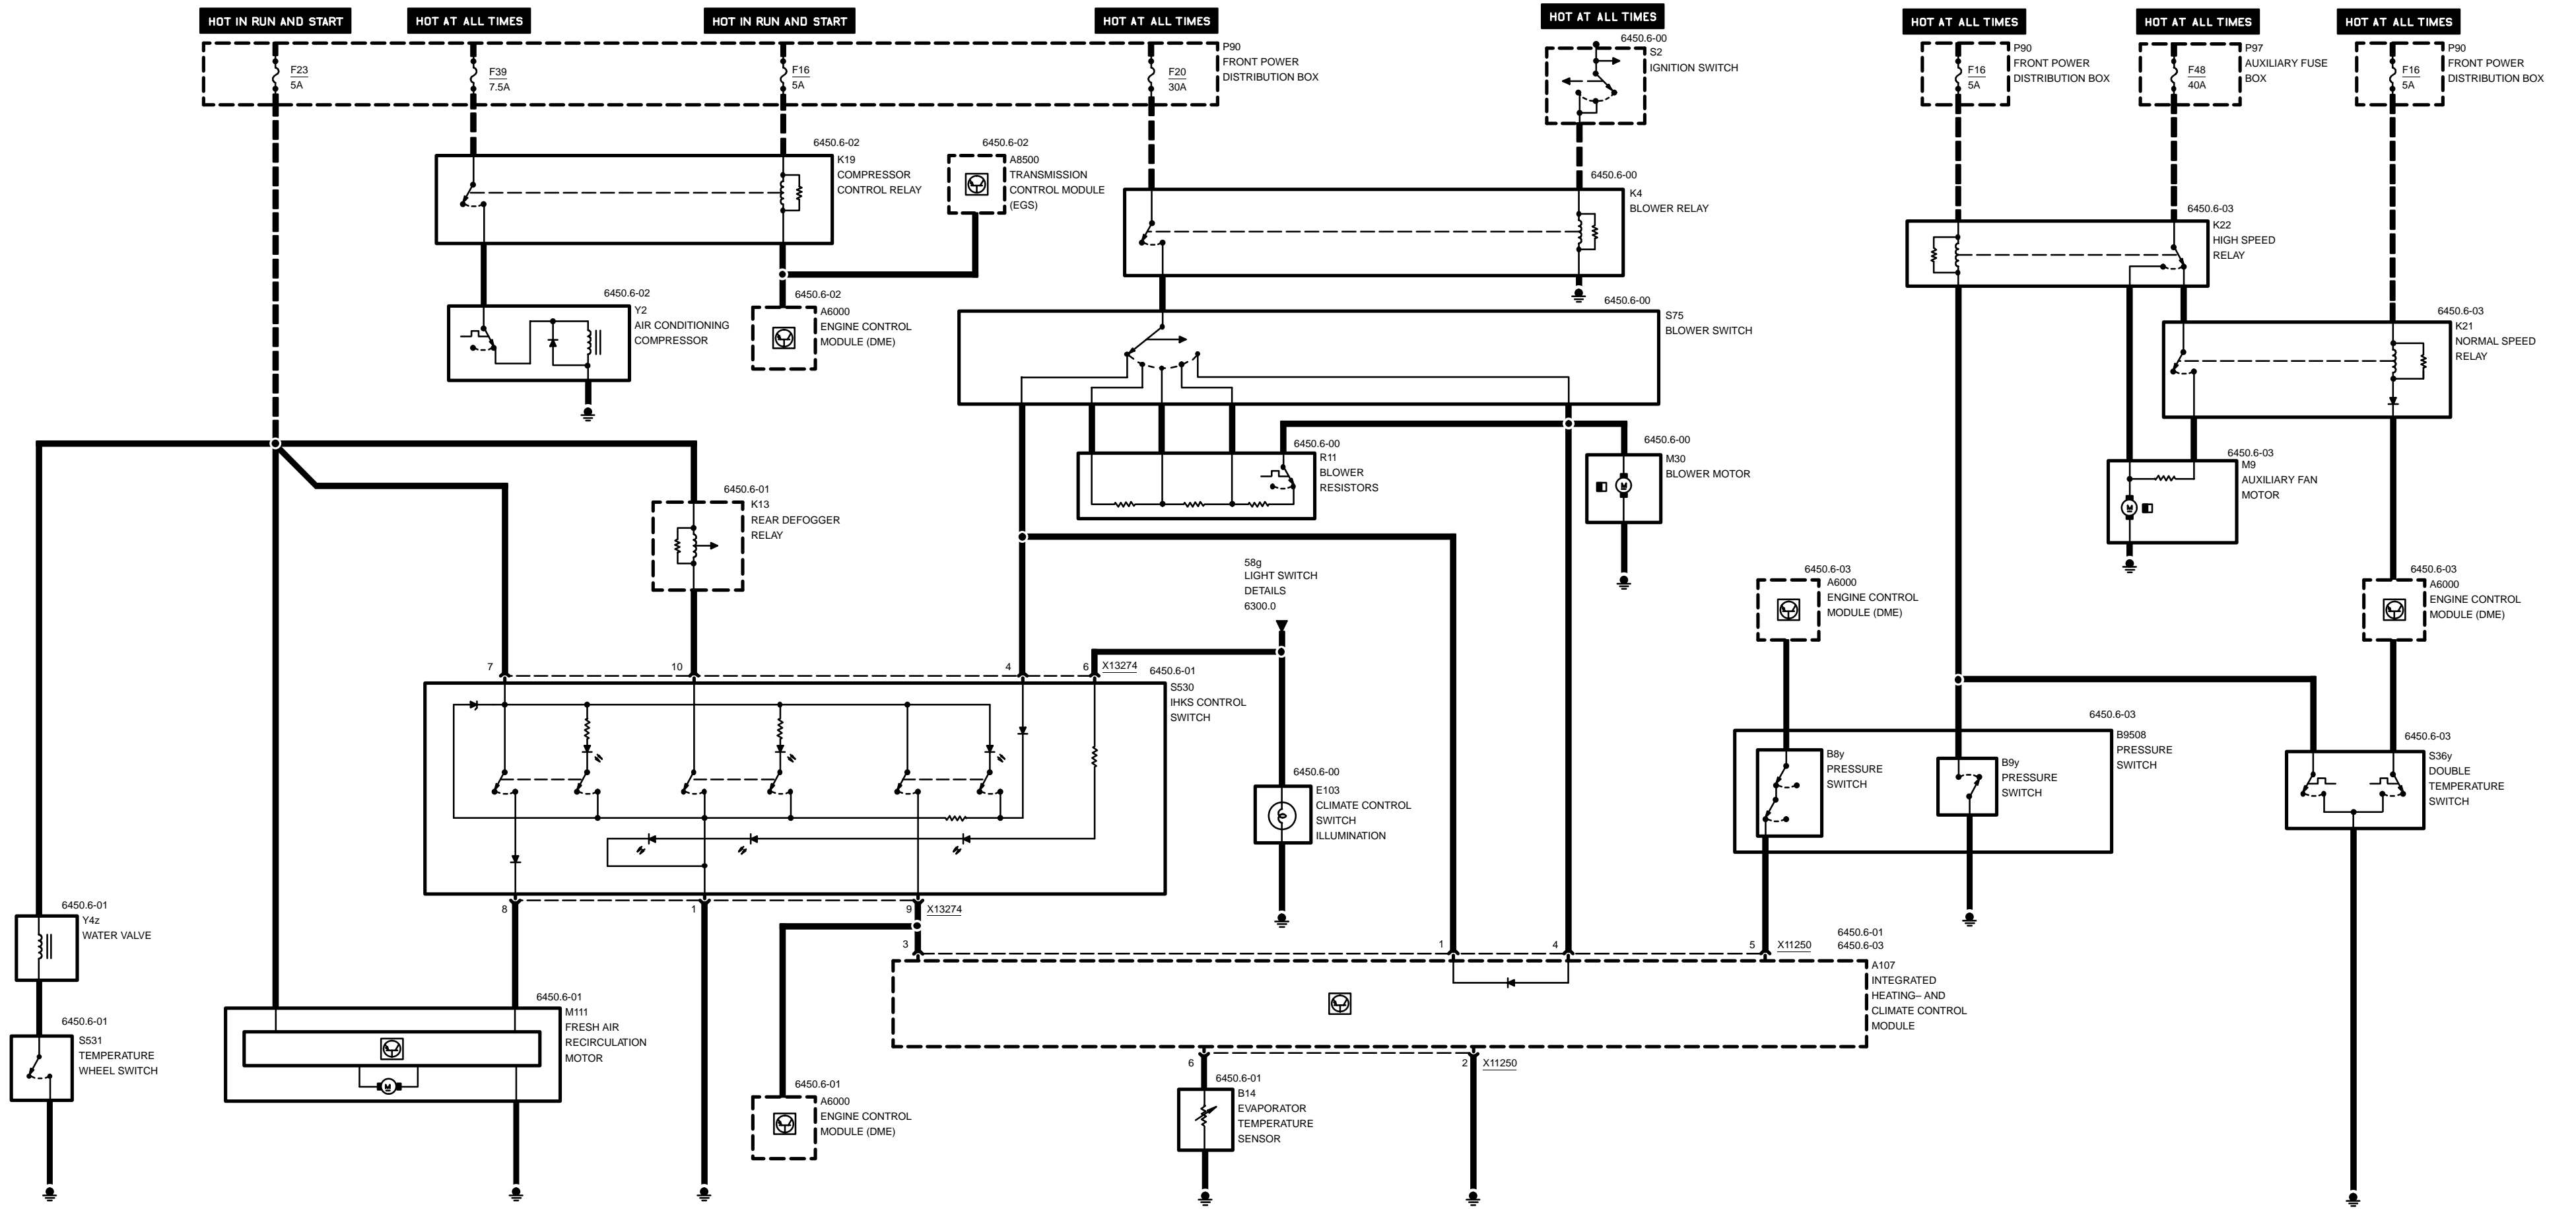 HOT IN RUN AND START
HOT AT ALL TIMES
HOT IN RUN AND START
HOT AT ALL TIMES
HOT AT ALL TIMES
HOT AT ALL TIMES
HOT AT ALL TIMES
HOT AT ALL TIMES
F23
5A
F39
7.5A
F16
5A
F20
30A
P90
FRONT POWER
DISTRIBUTION BOX
6450.6-00
S2
IGNITION SWITCH
F16
5A
P90
FRONT POWER
DISTRIBUTION BOX
F48
40A
P97
AUXILIARY FUSE
BOX
F16
5A
P90
FRONT POWER
DISTRIBUTION BOX
6450.6-02
K19
COMPRESSOR
CONTROL RELAY
6450.6-02
A8500
TRANSMISSION
CONTROL MODULE
(EGS)
6450.6-00
K4
BLOWER RELAY
6450.6-03
K22
HIGH SPEED
RELAY
6450.6-02
Y2
AIR CONDITIONING
COMPRESSOR
6450.6-02
A6000
ENGINE CONTROL
MODULE (DME)
6450.6-00
S75
BLOWER SWITCH
6450.6-03
K21
NORMAL SPEED
RELAY
6450.6-00
R11
BLOWER
RESISTORS
6450.6-00
M30
BLOWER MOTOR
M
6450.6-03
M9
AUXILIARY FAN
MOTOR
M
6450.6-01
K13
REAR DEFOGGER
RELAY
58g
LIGHT SWITCH
DETAILS
6300.0
6450.6-03
A6000
ENGINE CONTROL
MODULE (DME)
6450.6-03
A6000
ENGINE CONTROL
MODULE (DME)
7
10
4
6
X13274
6450.6-01
S530
IHKS CONTROL
SWITCH
6450.6-03
B9508
PRESSURE
SWITCH
B8y
PRESSURE
SWITCH
B9y
PRESSURE
SWITCH
6450.6-03
S36y
DOUBLE
TEMPERATURE
SWITCH
6450.6-00
E103
CLIMATE CONTROL
SWITCH
ILLUMINATION
6450.6-01
Y4z
WATER VALVE
8
1
9
X13274
3
1
4
5
X11250
6450.6-01
6450.6-03
A107
INTEGRATED
HEATING– AND
CLIMATE CONTROL
MODULE
6450.6-01
S531
TEMPERATURE
WHEEL SWITCH
6450.6-01
M111
FRESH AIR
RECIRCULATION
MOTOR
M
6450.6-01
A6000
ENGINE CONTROL
MODULE (DME)
6
2
X11250
6450.6-01
B14
EVAPORATOR
TEMPERATURE
SENSOR